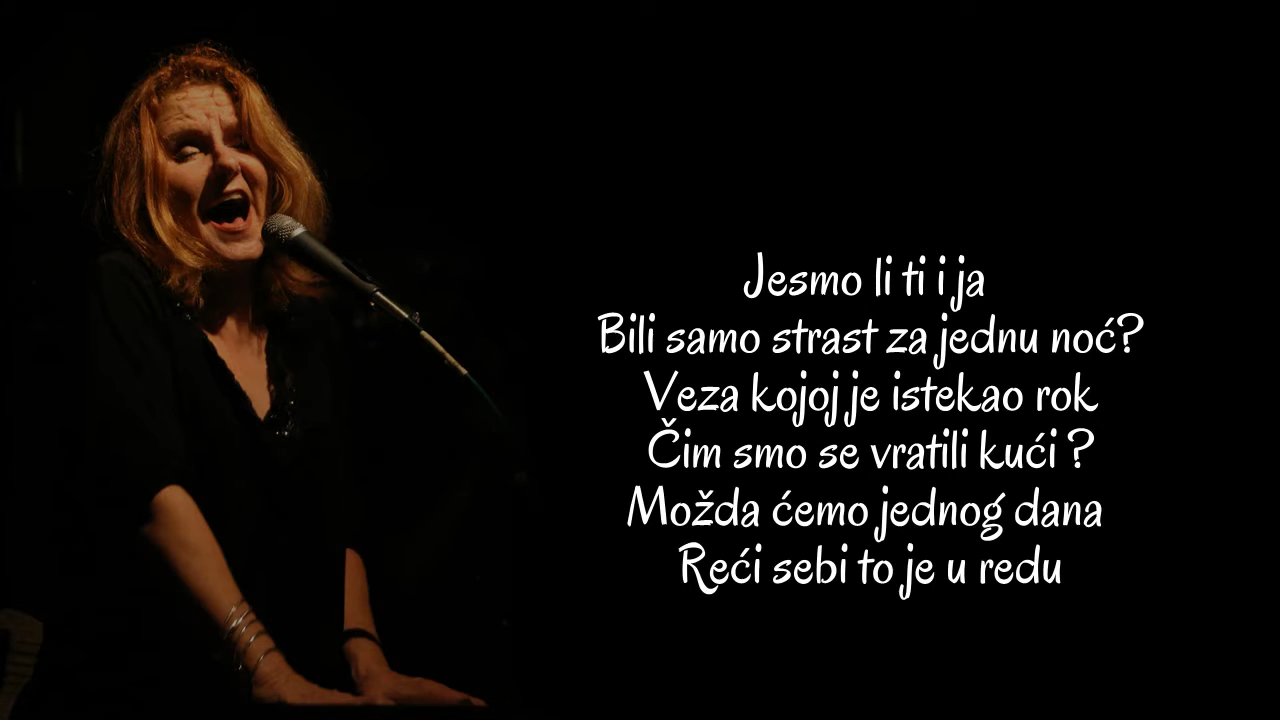 Jesmo li ti i ja
Bili samo strast za jednu noć?
Veza kojoj je istekao rok
Čim smo se vratili kući ?
Možda ćemo jednog dana
Reći sebi to je u redu